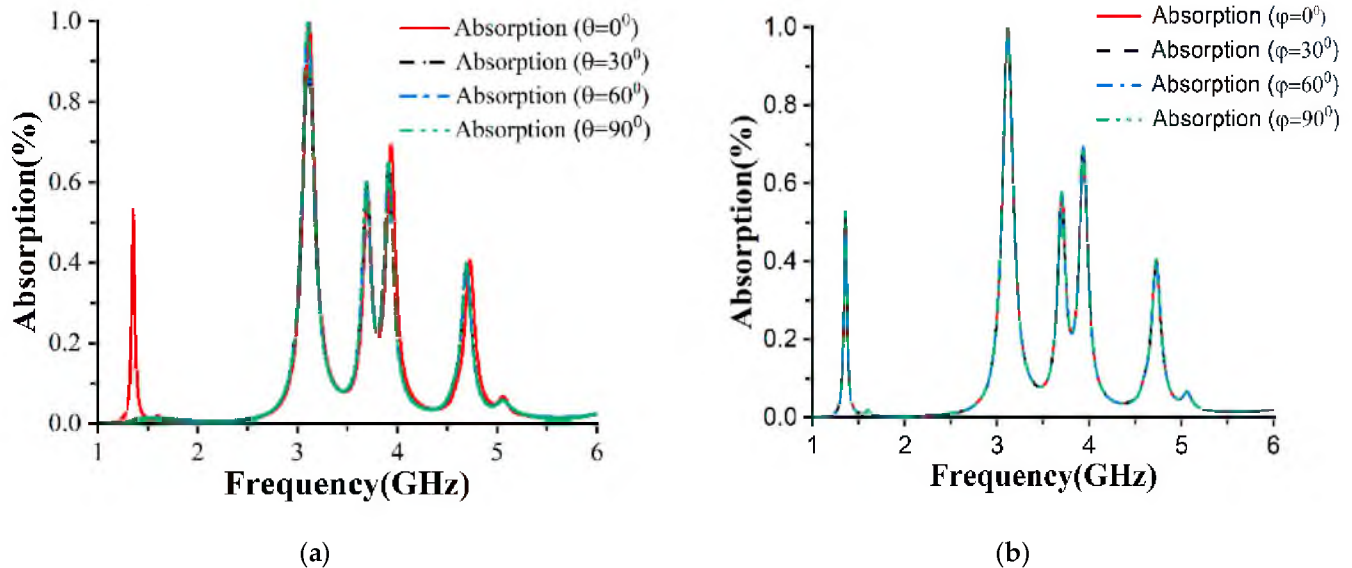 Absorption (θ=0⁰)
Absorption (θ=30⁰)
Absorption (θ=60⁰)
Absorption (θ=90⁰)
1.0
0.8
0.6
0.4
0.2
0.0
Absorption(%)
1 2 3 4 5 6
Frequency(GHz)
(a)
Absorption (φ=0⁰)
Absorption (φ=30⁰)
Absorption (φ=60⁰)
Absorption (φ=90⁰)
1.0
0.8
0.6
0.4
0.2
0.0
Absorption(%)
1 2 3 4 5 6
Frequency(GHz)
(b)